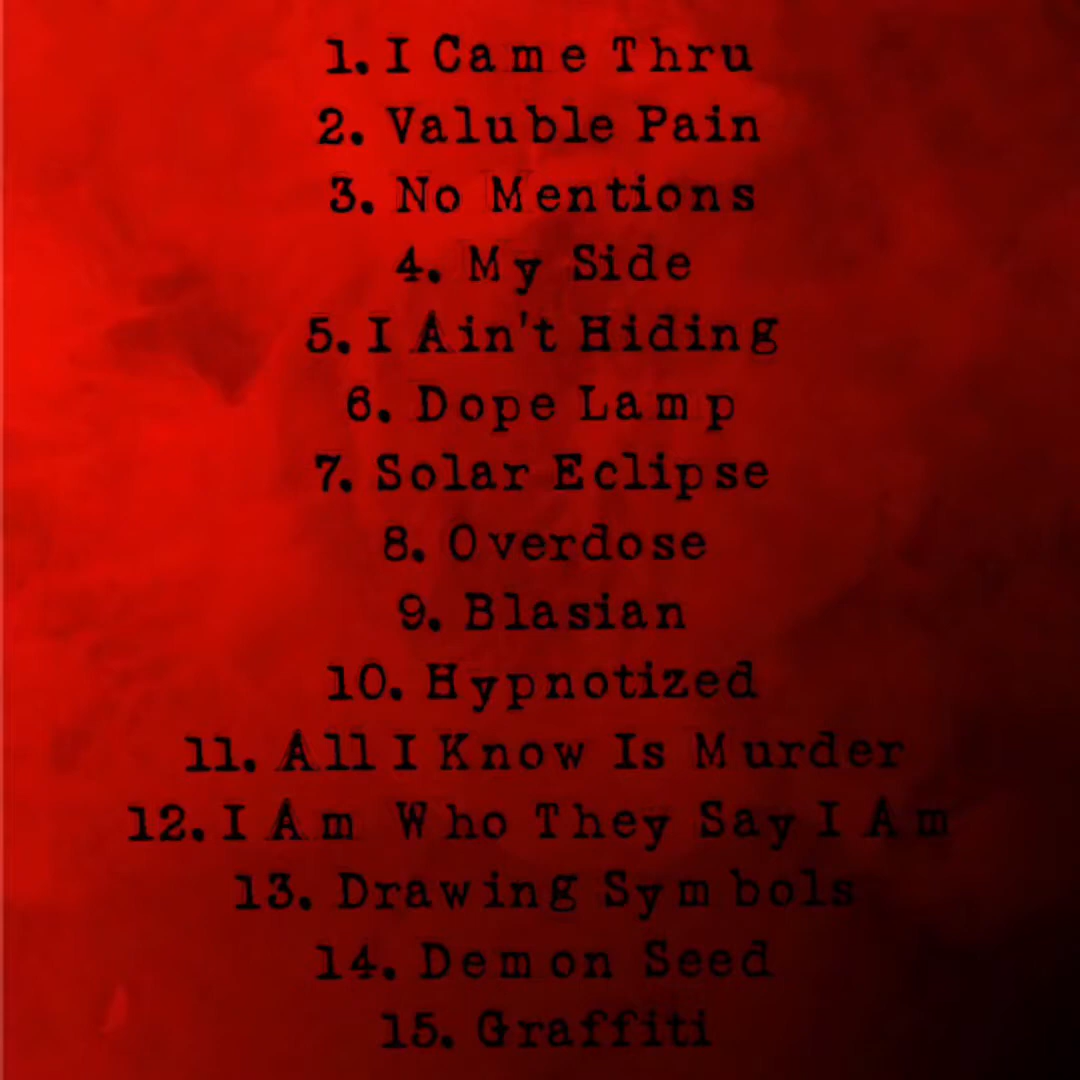 1. I Came Thru
2. Valuble Pain
3. No Mentions
4. My Side
5. I Ain't Hiding
6. Dope Lamp
7. Solar Eclipse
8. Overdose
9. Blasian
10. Hypnotized
11. All I Know Is Murder
12. I Am Who They Say I Am
13. Drawing Symbols
14. Demon Seed
15. Graffiti